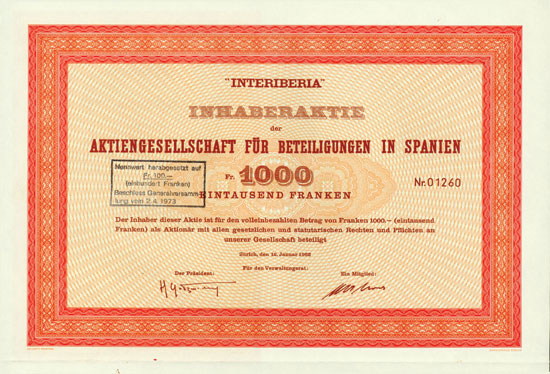 "INTERIBERIA"
INHABERAKTIE
der
AKTIENGESELLSCHAFT FÜR BETEILIGUNGEN IN SPANIEN
Nennwert herabgesetzt auf
Fr. 100.—
(einhundert Franken)
Beschluss Generalversamm-
lung vom 2.4.1973
Fr. 1000
Nr. 01260
EINTAUSEND FRANKEN
Der Inhaber dieser Aktie ist für den volleinbezahlten Betrag von Franken 1000.— (eintausend
Franken) als Aktionär mit allen gesetzlichen und statutarischen Rechten und Pflichten an
unserer Gesellschaft beteiligt
Zürich, den 16. Januar
Für den Verwaltungsrat:
Der Präsident:
Ein Mitglied: